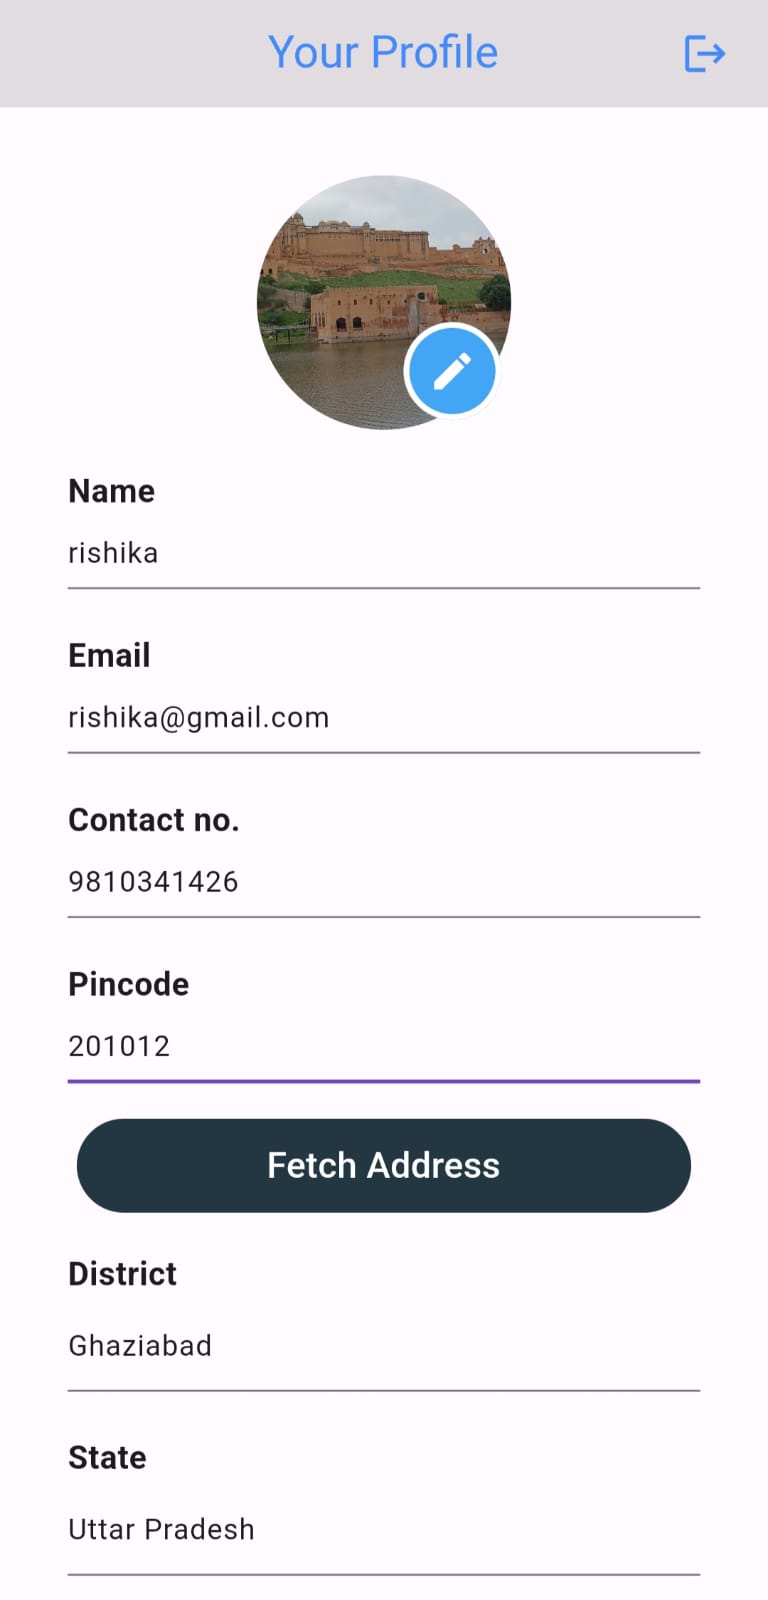 Your Profile
Name
rishika
Email
rishika@gmail.com
Contact no.
9810341426
Pincode
201012
Fetch Address
District
Ghaziabad
State
Uttar Pradesh